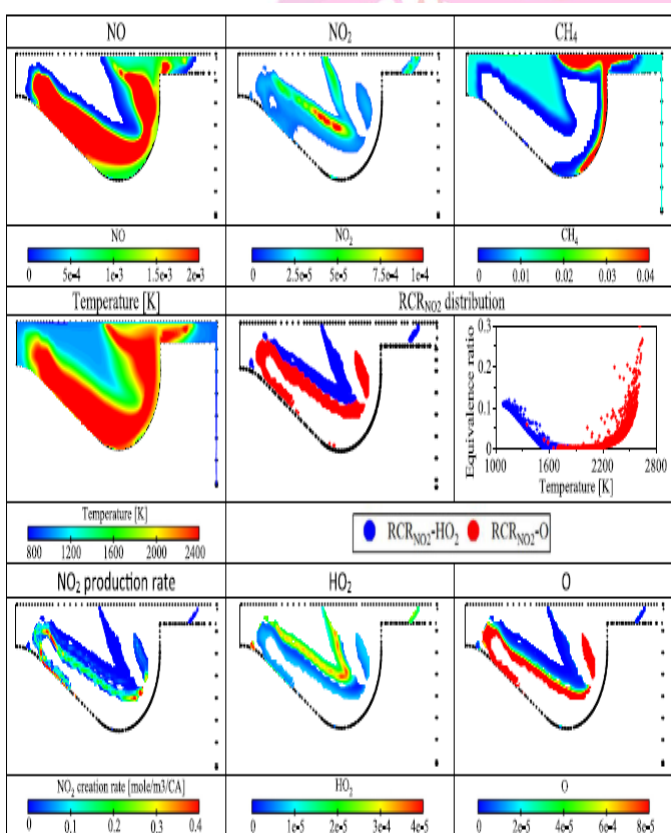 NO NO₂ CH₄
NO NO₂ CH₄
0 5e-4 1e-3 1.5e-3 2e-3 0 2.5e-5 5e-5 7.5e-4 1e-4 0 0.01 0.02 0.03 0.04
Temperature [K] RCR_NO2 distribution
0.3
0.2
0.1
0
Equivalence ratio
1000 1600 2200 2800
Temperature [K]
Temperature [K]
800 1200 1600 2000 2400
RCR_NO2-HO₂ RCR_NO2-O
NO₂ production rate HO₂ O
NO₂ creation rate [mole/m3/CA] HO₂ O
0 0.1 0.2 0.3 0.4 0 1e-5 2e-5 3e-5 4e-5 0 2e-5 4e-5 6e-4 8e-5